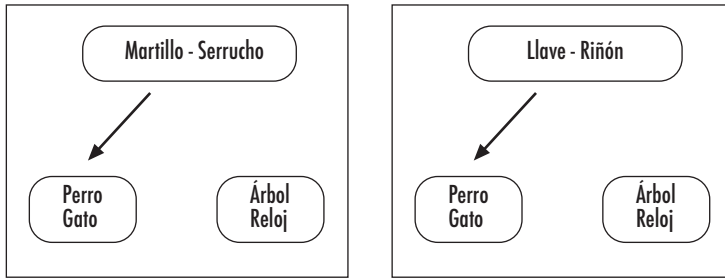 Martillo - Serrucho
Perro
Gato
Árbol
Reloj
Llave - Riñón
Perro
Gato
Árbol
Reloj